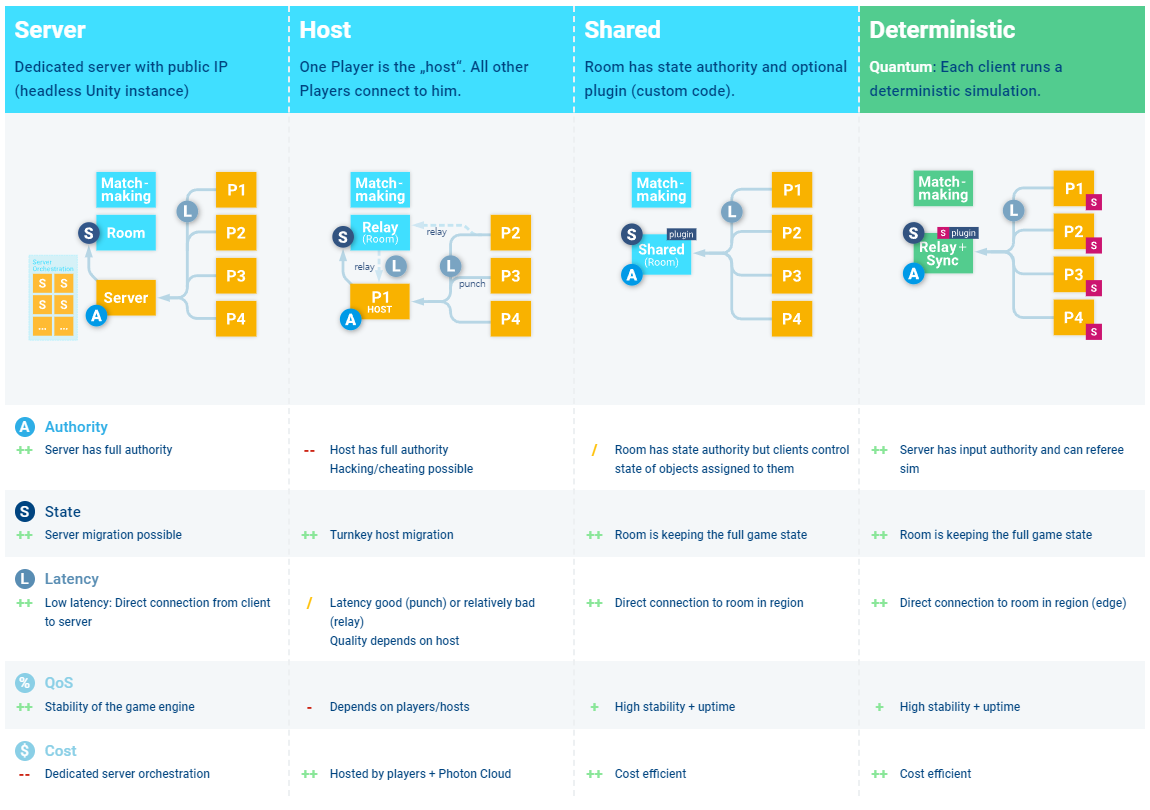 Server
Dedicated server with public IP
(headless Unity instance)
Host
One Player is the „host“. All other
Players connect to him.
Shared
Room has state authority and optional
plugin (custom code).
Deterministic
Quantum: Each client runs a
deterministic simulation.
Match-
making
S
Room
Server
Orchestration
S S
S S
... ...
Server
A
L
P1
P2
P3
P4
Match-
making
S
Relay
(Room)
relay
relay
L
L
punch
P1
HOST
A
P2
P3
P4
Match-
making
S
plugin
Shared
(Room)
A
L
P1
P2
P3
P4
Match-
making
S
S plugin
Relay+
Sync
A
L
P1
S
P2
S
P3
S
P4
S
A Authority
++ Server has full authority
-- Host has full authority
Hacking/cheating possible
/ Room has state authority but clients control
state of objects assigned to them
++ Server has input authority and can referee
sim
S State
++ Server migration possible
++ Turnkey host migration
++ Room is keeping the full game state
++ Room is keeping the full game state
L Latency
++ Low latency: Direct connection from client
to server
/ Latency good (punch) or relatively bad
(relay)
Quality depends on host
++ Direct connection to room in region
++ Direct connection to room in region (edge)
% QoS
++ Stability of the game engine
- Depends on players/hosts
+ High stability + uptime
+ High stability + uptime
$ Cost
-- Dedicated server orchestration
++ Hosted by players + Photon Cloud
++ Cost efficient
++ Cost efficient